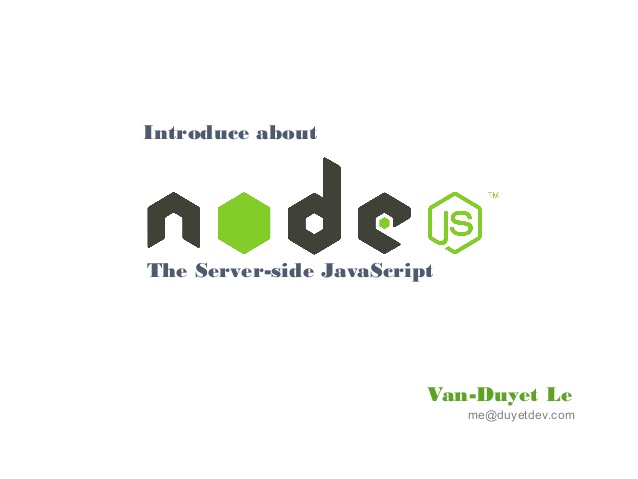 Introduce about
node JS ™
The Server-side JavaScript
Van-Duyet Le
me@duyetdev.com